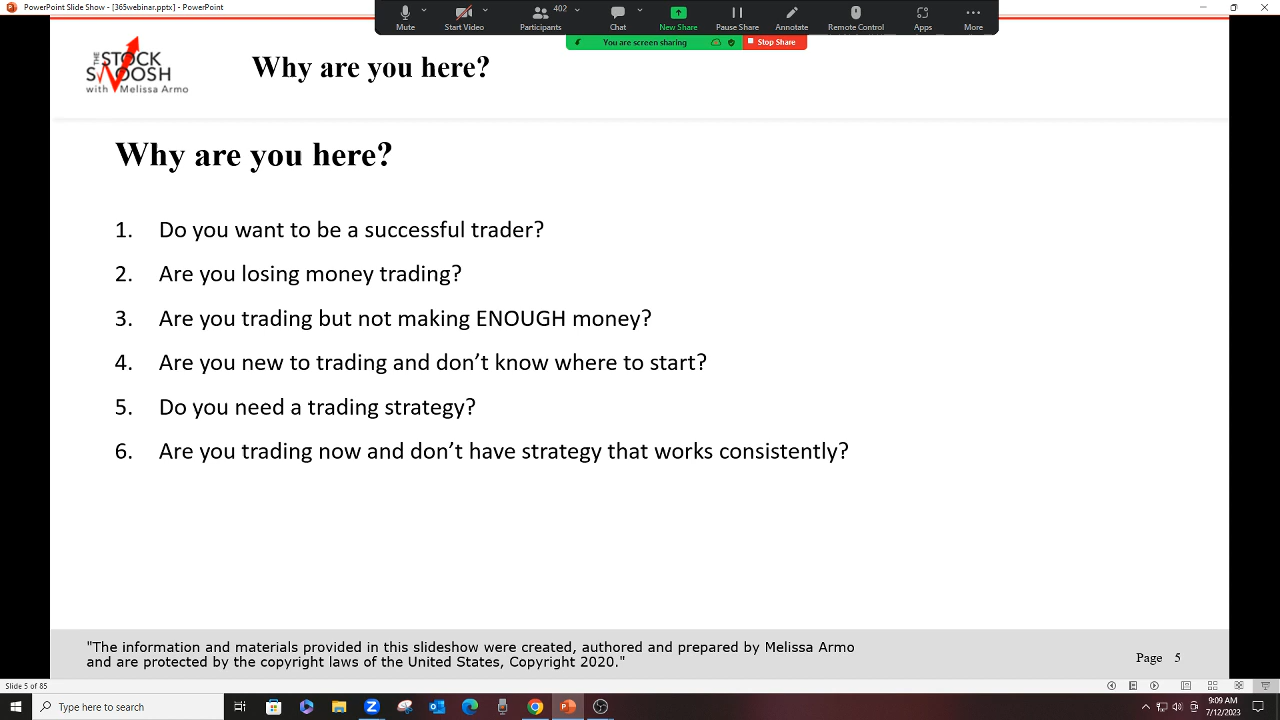 PowerPoint Slide Show - [365webinar.pptx] - PowerPoint
402
Mute
Start Video
Participants
Chat
New Share
Pause Share
Annotate
Remote Control
Apps
More
You are screen sharing
Stop Share
THE STOCK
SWOOSH
with Melissa Armo
Why are you here?
Why are you here?
1. Do you want to be a successful trader?
2. Are you losing money trading?
3. Are you trading but not making ENOUGH money?
4. Are you new to trading and don’t know where to start?
5. Do you need a trading strategy?
6. Are you trading now and don’t have strategy that works consistently?
"The information and materials provided in this slideshow were created, authored and prepared by Melissa Armo
and are protected by the copyright laws of the United States, Copyright 2020."
Page 5
Slide 5 of 85
Type here to search
9:09 AM
7/12/2023